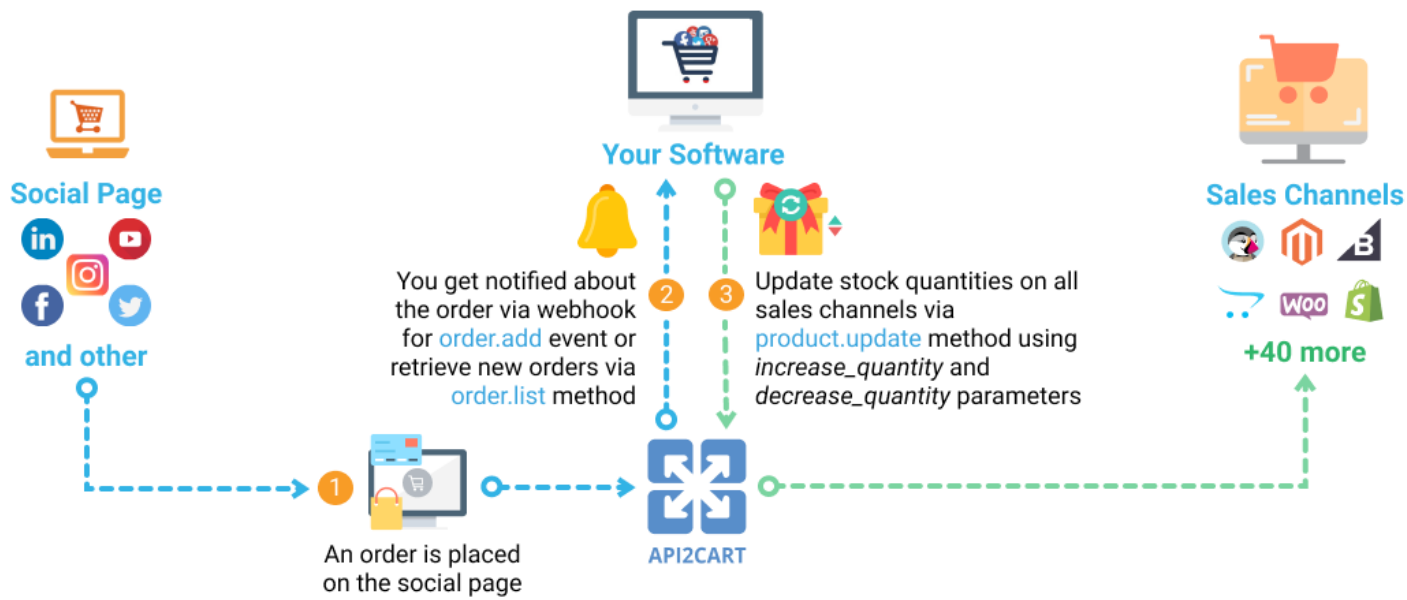 Your Software
Social Page
in
f
and other
Sales Channels
B
WOO
S
+40 more
You get notified about
the order via webhook
for order.add event or
retrieve new orders via
order.list method
2
3
Update stock quantities on all
sales channels via
product.update method using
increase_quantity and
decrease_quantity parameters
1
An order is placed
on the social page
API2CART